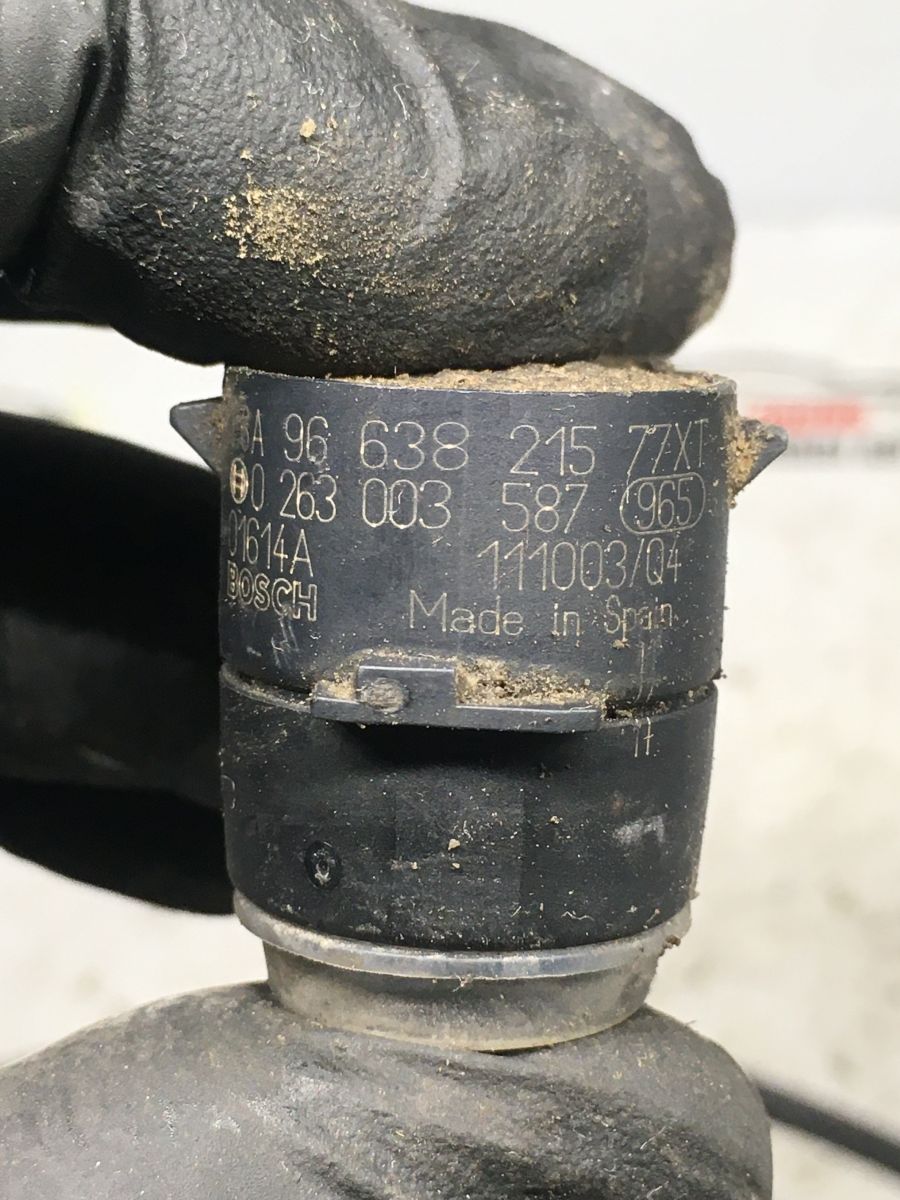 96 638 215 77XT
0 263 003 587 965
01614A 111003/Q4
BOSCH Made in Spain